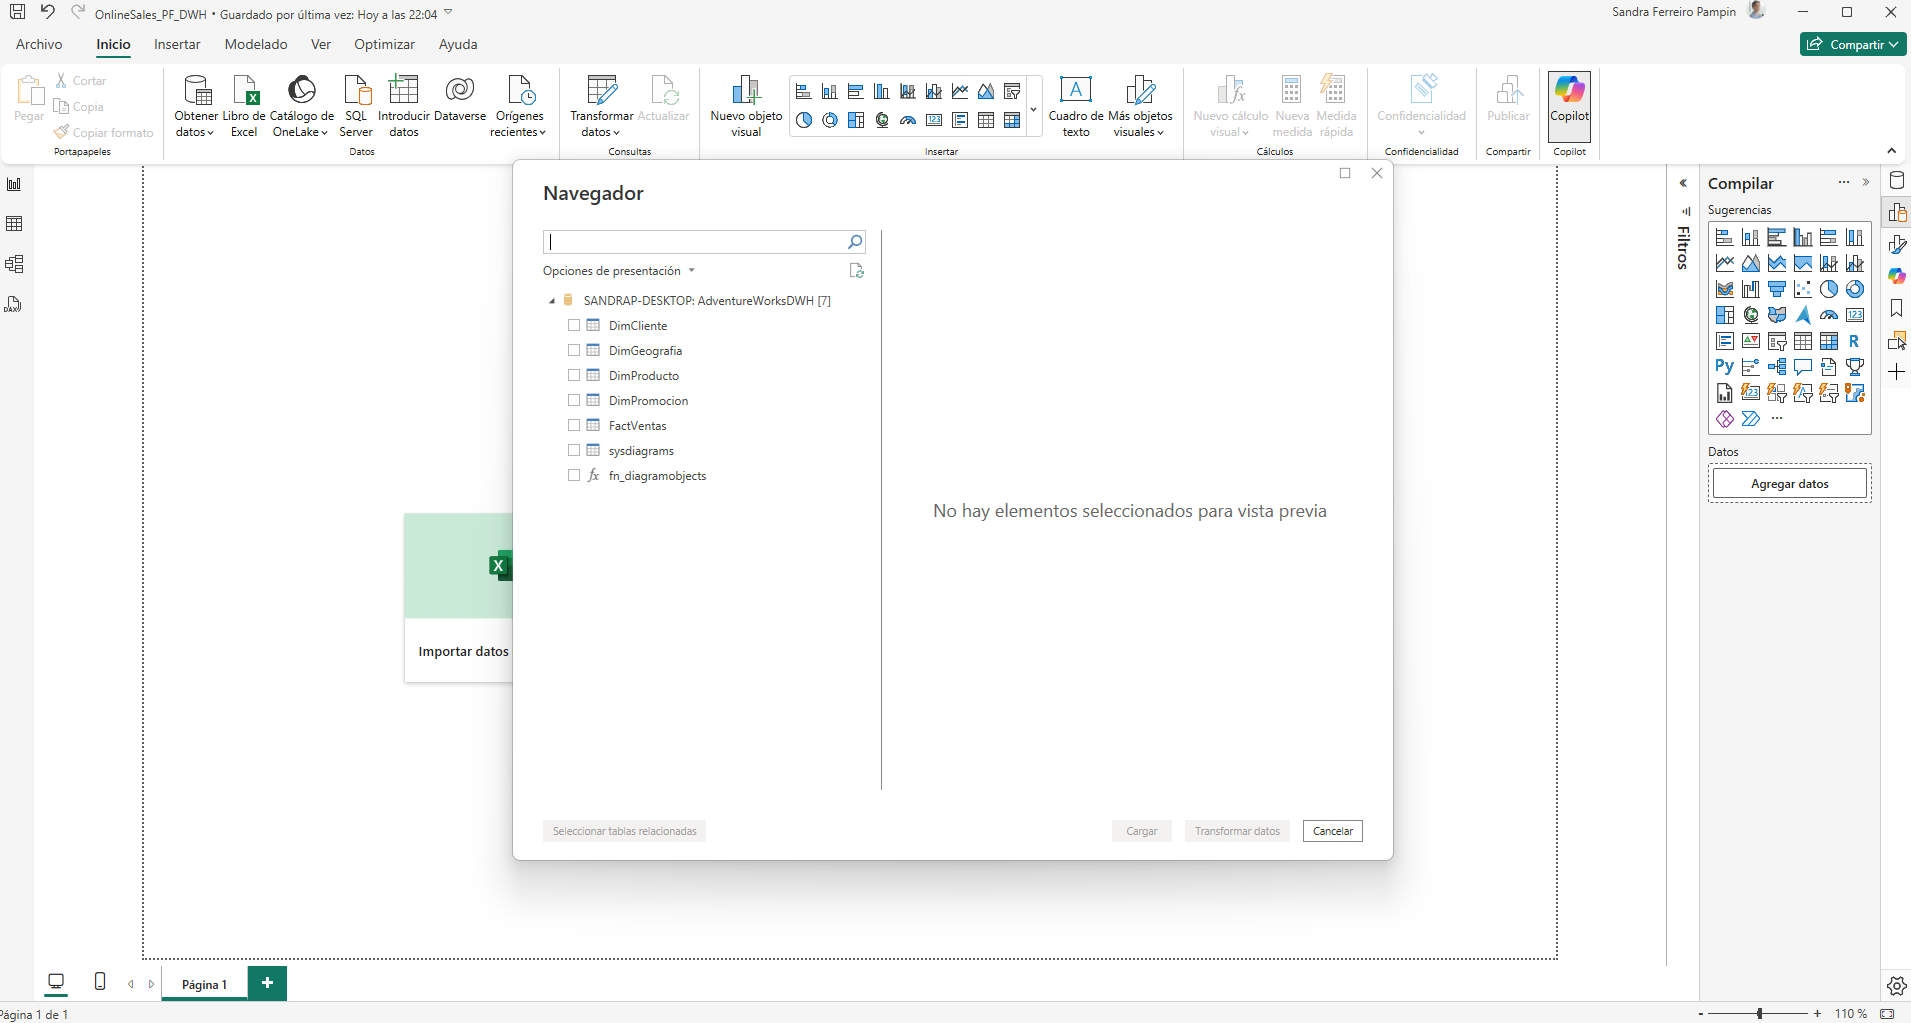 OnlineSales_PF_DWH • Guardado por última vez: Hoy a las 22:04
Sandra Ferreiro Pampin
Archivo Inicio Insertar Modelado Ver Optimizar Ayuda
Compartir
Pegar
Cortar
Copia
Copiar formato
Portapapeles
Obtener datos
Libro de Excel
Catálogo de OneLake
SQL Server
Introducir datos
Dataverse
Orígenes recientes
Datos
Transformar datos
Actualizar
Consultas
Nuevo objeto visual
Cuadro de texto
Más objetos visuales
Insertar
Nuevo cálculo visual
Nueva medida
Medida rápida
Cálculos
Confidencialidad
Confidencialidad
Publicar
Compartir
Copilot
Copilot
Navegador
Opciones de presentación
SANDRAP-DESKTOP: AdventureWorksDWH [7]
DimCliente
DimGeografia
DimProducto
DimPromocion
FactVentas
sysdiagrams
fx fn_diagramobjects
No hay elementos seleccionados para vista previa
Seleccionar tablas relacionadas
Cargar
Transformar datos
Cancelar
Importar datos
Filtros
Compilar
Sugerencias
123
R
Py
Datos
Agregar datos
DAX
Página 1
Página 1 de 1
- + 110 %